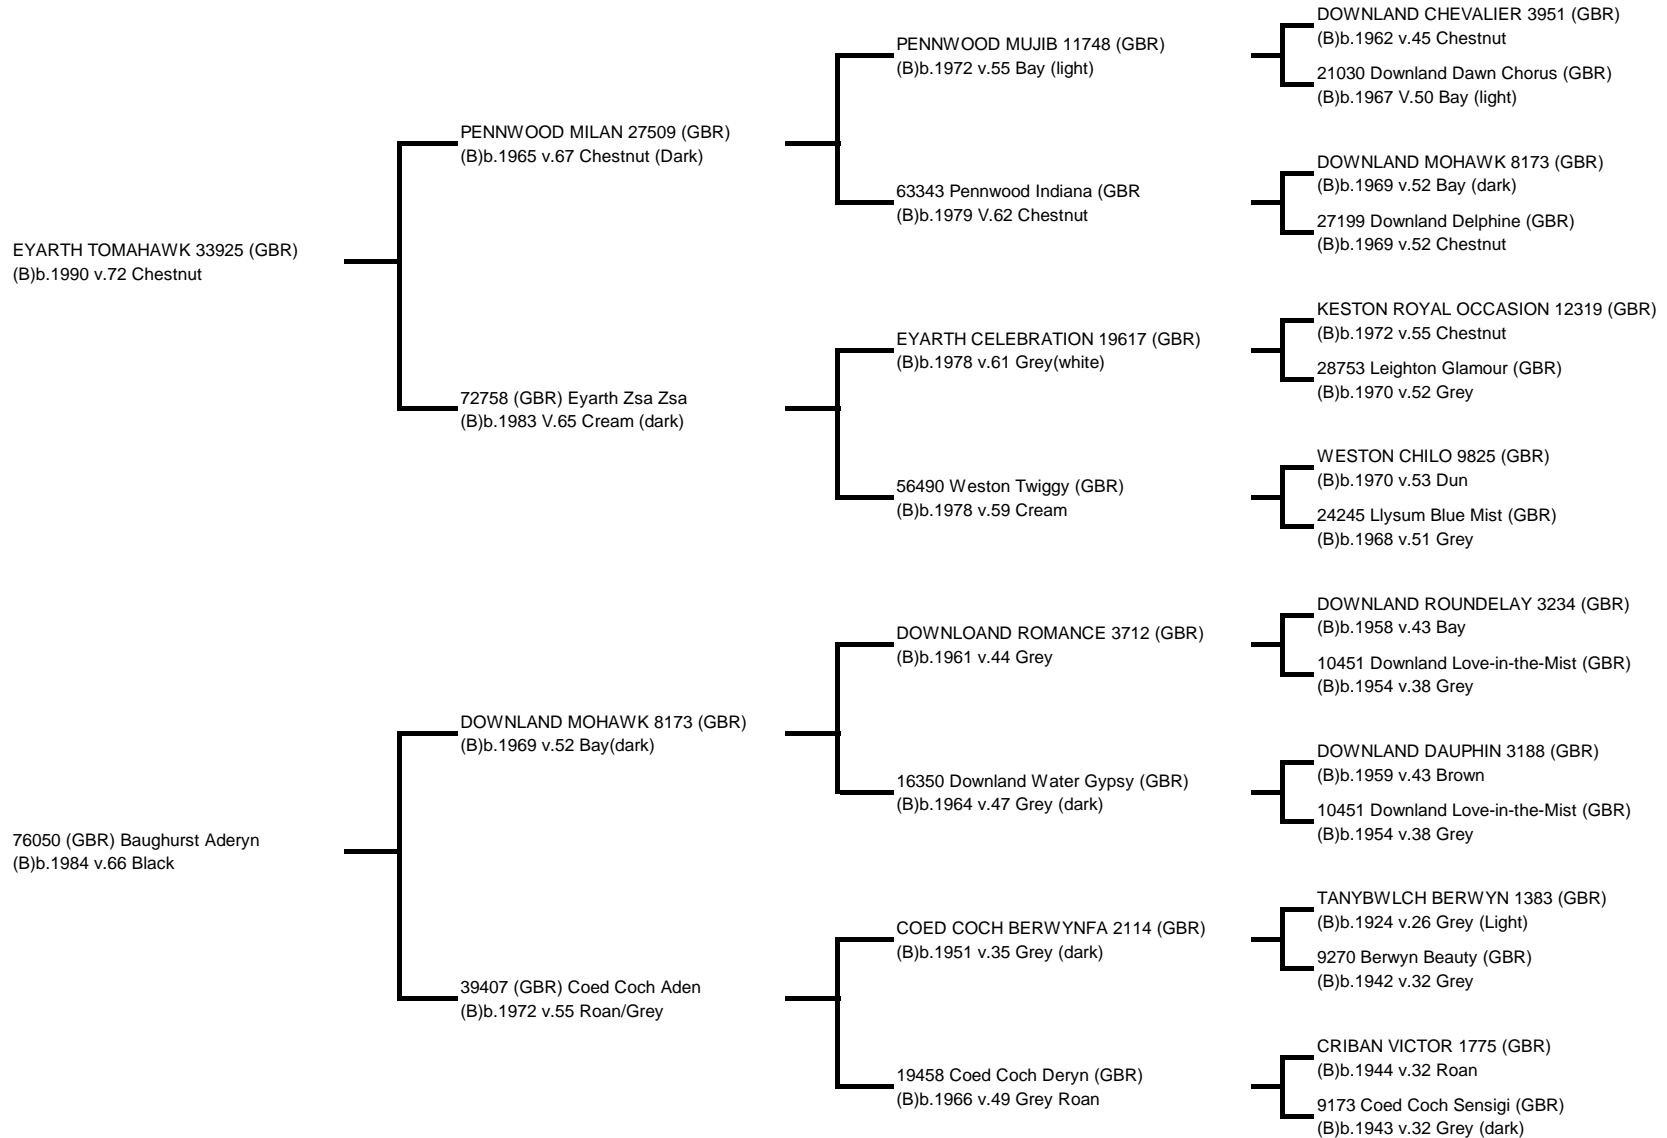 EYARTH TOMAHAWK 33925 (GBR)
(B)b.1990 v.72 Chestnut
76050 (GBR) Baughurst Aderyn
(B)b.1984 v.66 Black
PENNWOOD MILAN 27509 (GBR)
(B)b.1965 v.67 Chestnut (Dark)
72758 (GBR) Eyarth Zsa Zsa
(B)b.1983 V.65 Cream (dark)
DOWNLAND MOHAWK 8173 (GBR)
(B)b.1969 v.52 Bay(dark)
39407 (GBR) Coed Coch Aden
(B)b.1972 v.55 Roan/Grey
PENNWOOD MUJIB 11748 (GBR)
(B)b.1972 v.55 Bay (light)
63343 Pennwood Indiana (GBR
(B)b.1979 V.62 Chestnut
EYARTH CELEBRATION 19617 (GBR)
(B)b.1978 v.61 Grey(white)
56490 Weston Twiggy (GBR)
(B)b.1978 v.59 Cream
DOWNLOAND ROMANCE 3712 (GBR)
(B)b.1961 v.44 Grey
16350 Downland Water Gypsy (GBR)
(B)b.1964 v.47 Grey (dark)
COED COCH BERWYNFA 2114 (GBR)
(B)b.1951 v.35 Grey (dark)
19458 Coed Coch Deryn (GBR)
(B)b.1966 v.49 Grey Roan
DOWNLAND CHEVALIER 3951 (GBR)
(B)b.1962 v.45 Chestnut
21030 Downland Dawn Chorus (GBR)
(B)b.1967 V.50 Bay (light)
DOWNLAND MOHAWK 8173 (GBR)
(B)b.1969 v.52 Bay (dark)
27199 Downland Delphine (GBR)
(B)b.1969 v.52 Chestnut
KESTON ROYAL OCCASION 12319 (GBR)
(B)b.1972 v.55 Chestnut
28753 Leighton Glamour (GBR)
(B)b.1970 v.52 Grey
WESTON CHILO 9825 (GBR)
(B)b.1970 v.53 Dun
24245 Llysum Blue Mist (GBR)
(B)b.1968 v.51 Grey
DOWNLAND ROUNDELAY 3234 (GBR)
(B)b.1958 v.43 Bay
10451 Downland Love-in-the-Mist (GBR)
(B)b.1954 v.38 Grey
DOWNLAND DAUPHIN 3188 (GBR)
(B)b.1959 v.43 Brown
10451 Downland Love-in-the-Mist (GBR)
(B)b.1954 v.38 Grey
TANYBWLCH BERWYN 1383 (GBR)
(B)b.1924 v.26 Grey (Light)
9270 Berwyn Beauty (GBR)
(B)b.1942 v.32 Grey
CRIBAN VICTOR 1775 (GBR)
(B)b.1944 v.32 Roan
9173 Coed Coch Sensigi (GBR)
(B)b.1943 v.32 Grey (dark)